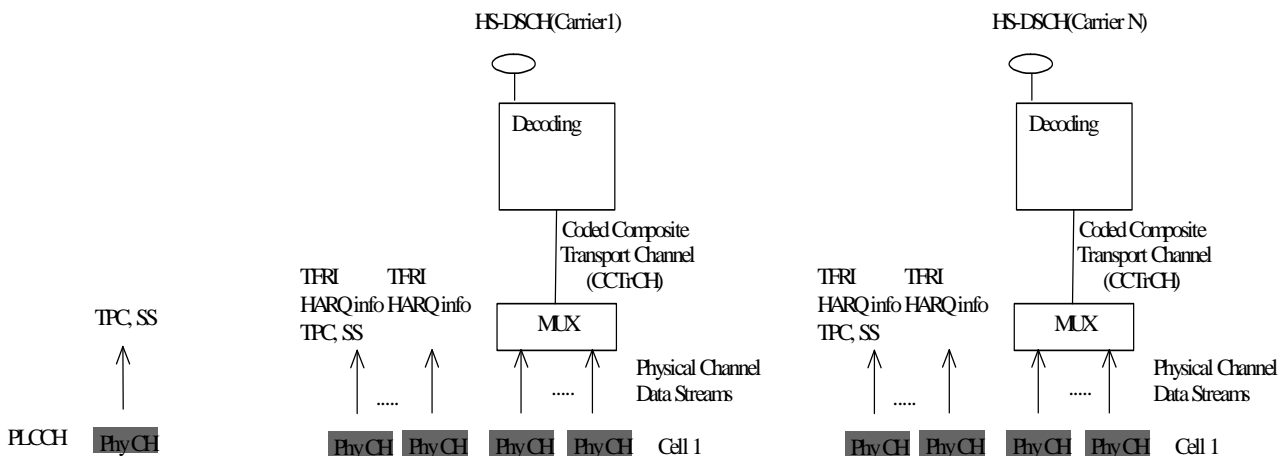 HS-DSCH(Carrier1)
HS-DSCH(Carrier N)
Decoding
Decoding
Coded Composite
Transport Channel
(CCTrCH)
Coded Composite
Transport Channel
(CCTrCH)
TFRI
HARQ info
TPC, SS
TFRI
HARQ info
TFRI
HARQ info
TPC, SS
TFRI
HARQ info
TPC, SS
MUX
MUX
Physical Channel
Data Streams
Physical Channel
Data Streams
.....
.....
.....
.....
PLCCH
Phy CH
Phy CH
Phy CH
Phy CH
Phy CH
Cell 1
Phy CH
Phy CH
Phy CH
Phy CH
Cell 1